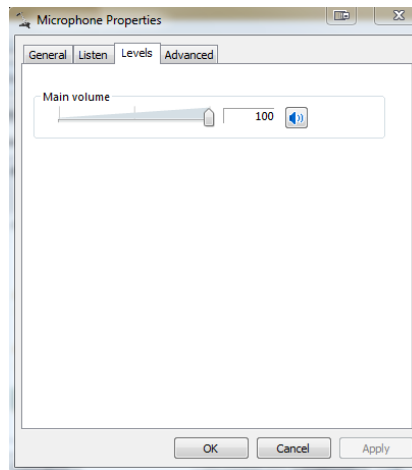 Microphone Properties
General Listen Levels Advanced
Main volume
100
OK Cancel Apply